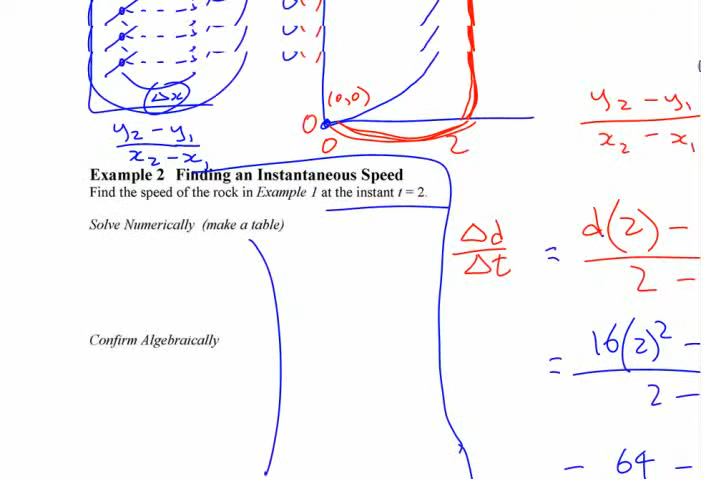 Δx
(0,0)
0
0 2
y₂ - y₁
x₂ - x₁
y₂ - y₁
x₂ - x₁
Example 2 Finding an Instantaneous Speed
Find the speed of the rock in Example 1 at the instant t = 2.
Solve Numerically (make a table)
Δd
Δt
= d(2) -
2 -
Confirm Algebraically
= 16(2)² -
2 -
= 64 -